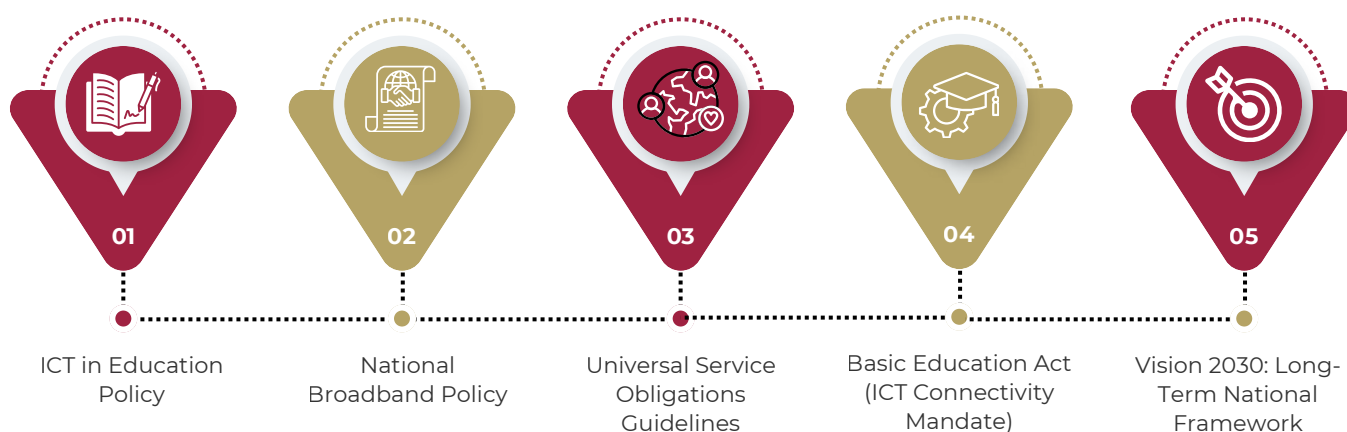 01
02
03
04
05
ICT in Education
Policy
National
Broadband Policy
Universal Service
Obligations
Guidelines
Basic Education Act
(ICT Connectivity
Mandate)
Vision 2030: Long-
Term National
Framework